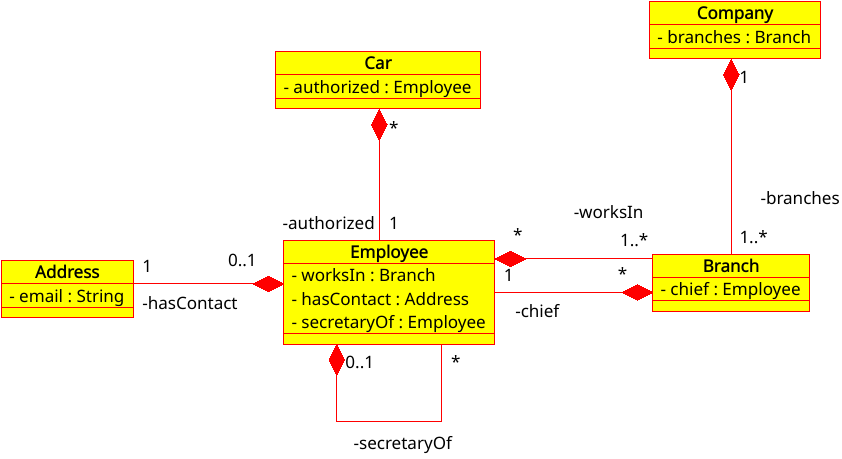 Company
- branches : Branch
1
Car
- authorized : Employee
*
-branches
-worksIn
-authorized
1
*
1..*
1..*
Employee
- worksIn : Branch
- hasContact : Address
- secretaryOf : Employee
0..1
1
Address
- email : String
-hasContact
Branch
- chief : Employee
1
*
-chief
0..1
*
-secretaryOf